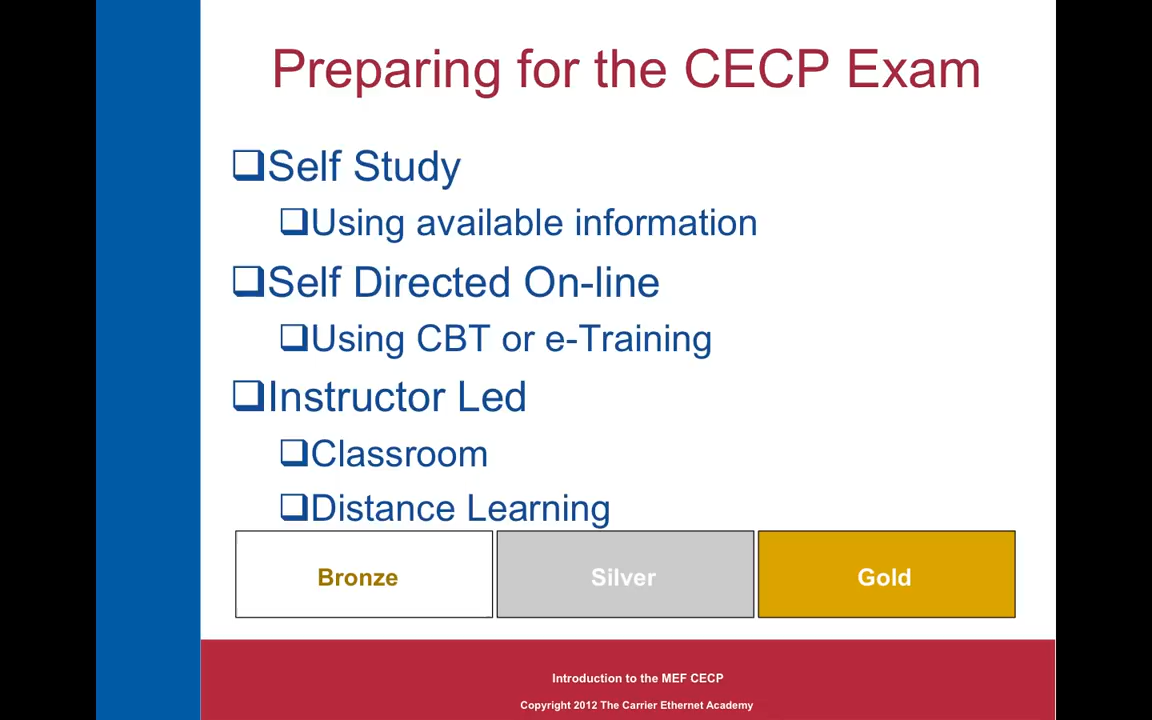 Preparing for the CECP Exam
❑Self Study
❑Using available information
❑Self Directed On-line
❑Using CBT or e-Training
❑Instructor Led
❑Classroom
❑Distance Learning
Bronze
Silver
Gold
Introduction to the MEF CECP
Copyright 2012 The Carrier Ethernet Academy